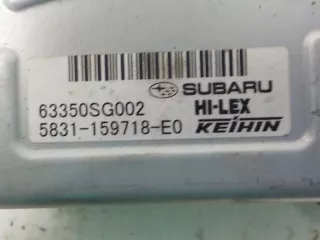 SUBARU
63350SG002 HI-LEX
5831-159718-E0 KEIHIN